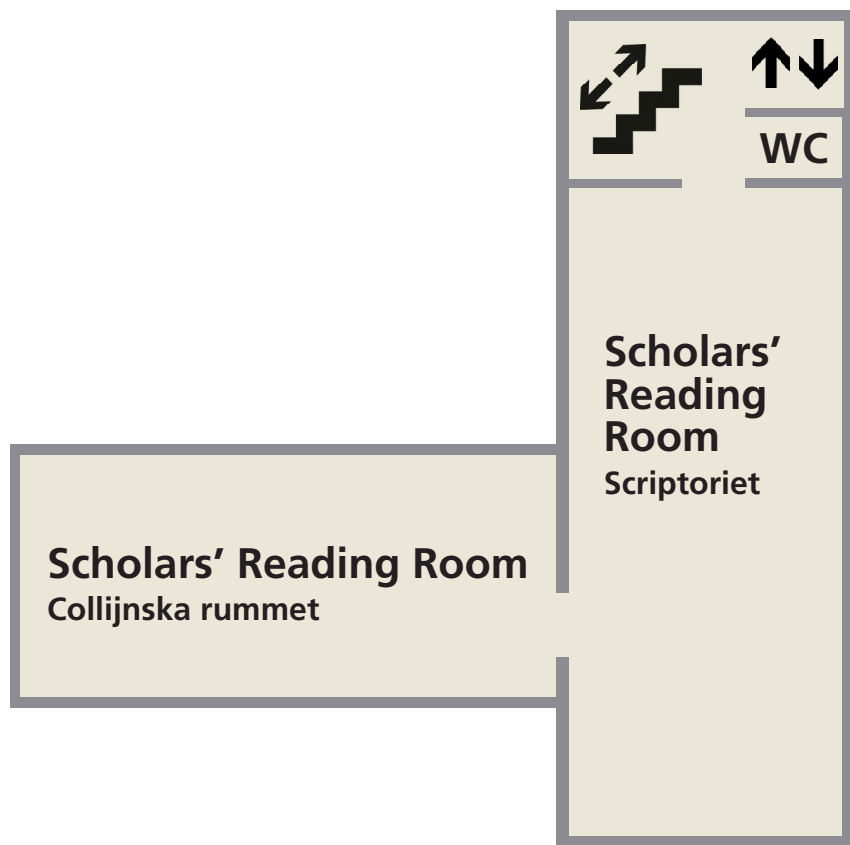 WC
Scholars’
Reading
Room
Scriptoriet
Scholars’ Reading Room
Collijnska rummet